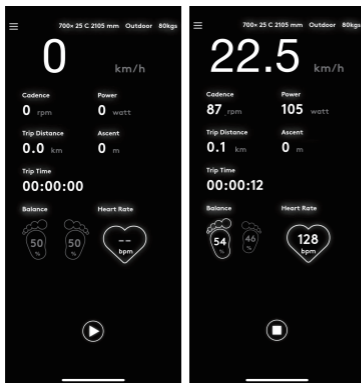 700x 25 C 2105 mm Outdoor 80kgs
0 km/h
Cadence Power
0 rpm 0 watt
Trip Distance Ascent
0.0 km 0 m
Trip Time
00:00:00
Balance Heart Rate
50 % 50 % -- bpm
700x 25 C 2105 mm Outdoor 80kgs
22.5 km/h
Cadence Power
87 rpm 105 watt
Trip Distance Ascent
0.1 km 0 m
Trip Time
00:00:12
Balance Heart Rate
54 % 46 % 128 bpm